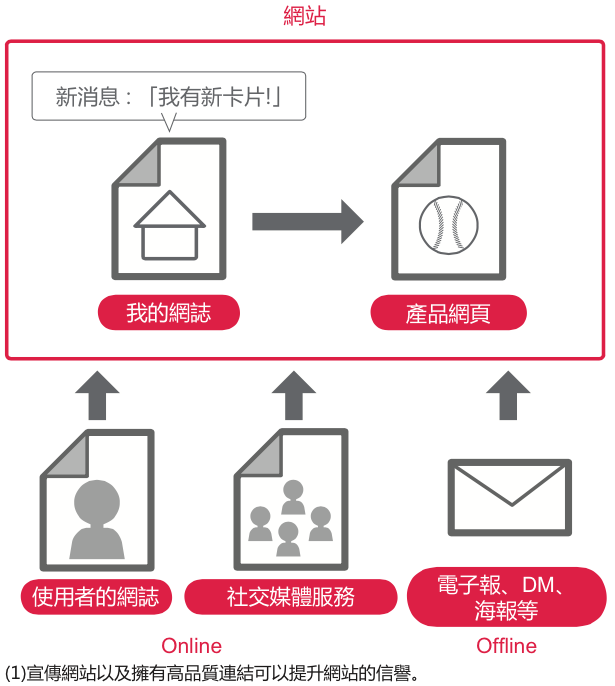 網站
新消息：「我有新卡片!」
我的網誌
產品網頁
使用者的網誌
社交媒體服務
電子報、DM、
海報等
Online
Offline
(1)宣傳網站以及擁有高品質連結可以提升網站的信譽。